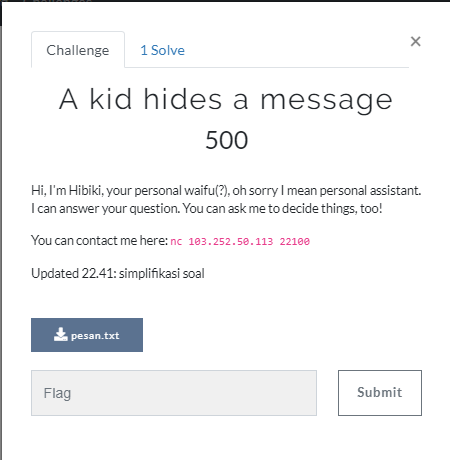 Challenge
1 Solve
×
A kid hides a message
500
Hi, I'm Hibiki, your personal waifu(?), oh sorry I mean personal assistant.
I can answer your question. You can ask me to decide things, too!
You can contact me here: nc 103.252.50.113 22100
Updated 22.41: simplifikasi soal
pesan.txt
Flag
Submit